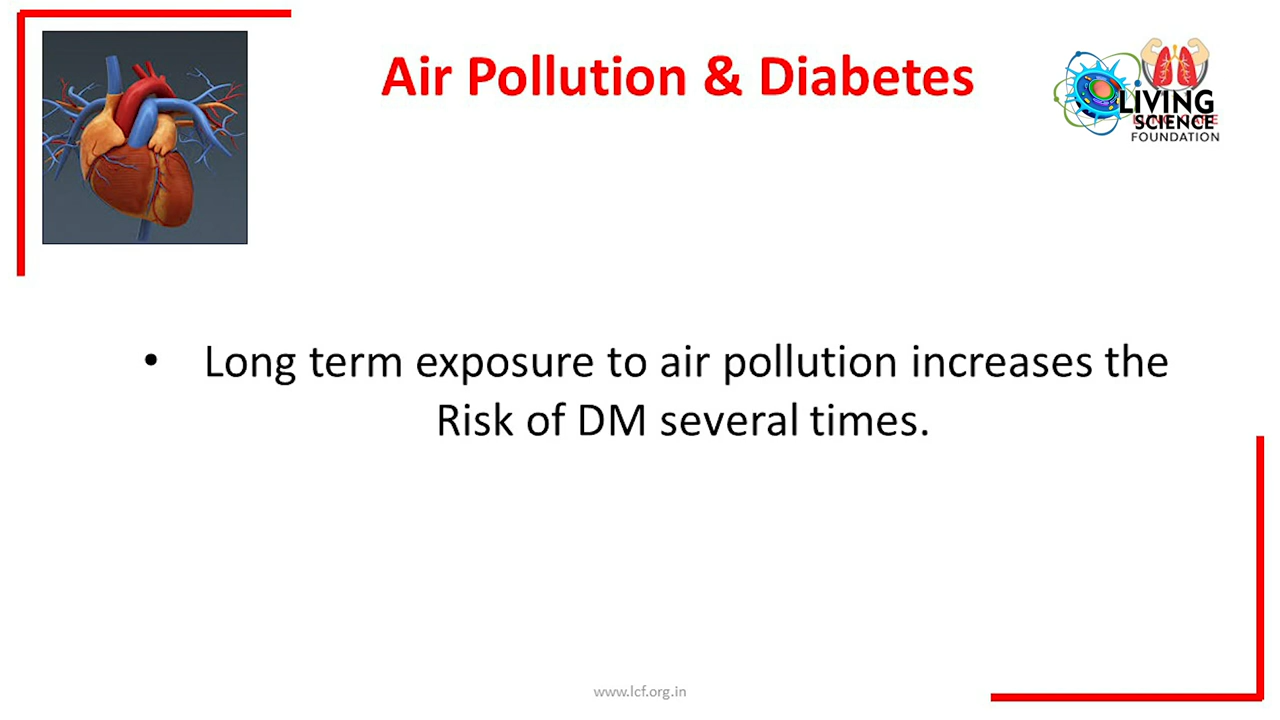 Air Pollution & Diabetes
LIVING
SCIENCE
FOUNDATION
• Long term exposure to air pollution increases the
Risk of DM several times.
www.lcf.org.in